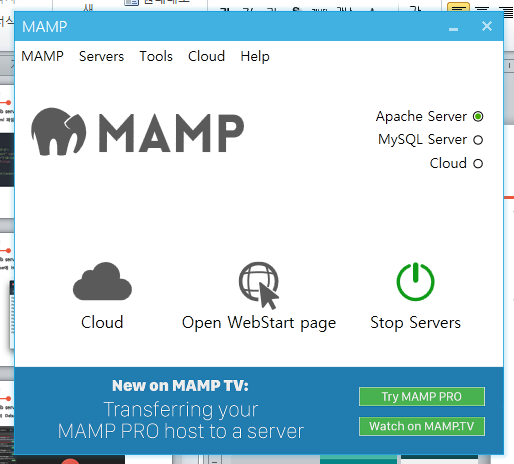 MAMP
MAMP Servers Tools Cloud Help
MAMP
Apache Server
MySQL Server
Cloud
Cloud
Open WebStart page
Stop Servers
New on MAMP TV:
Transferring your
MAMP PRO host to a server
Try MAMP PRO
Watch on MAMP.TV